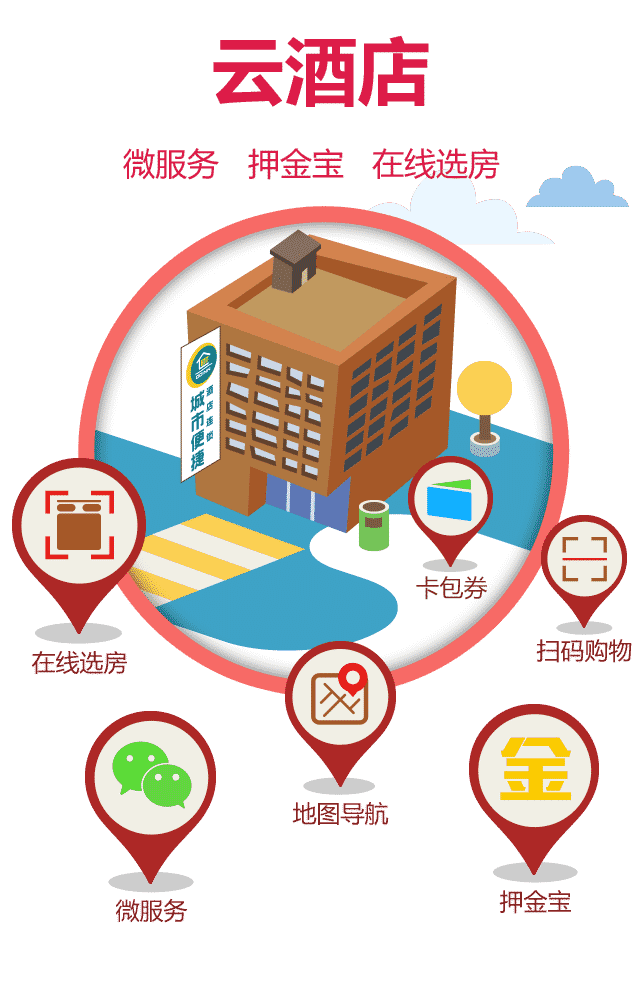 云酒店
微服务 押金宝 在线选房
城市便捷
酒店连锁
卡包券
扫码购物
在线选房
地图导航
金
押金宝
微服务